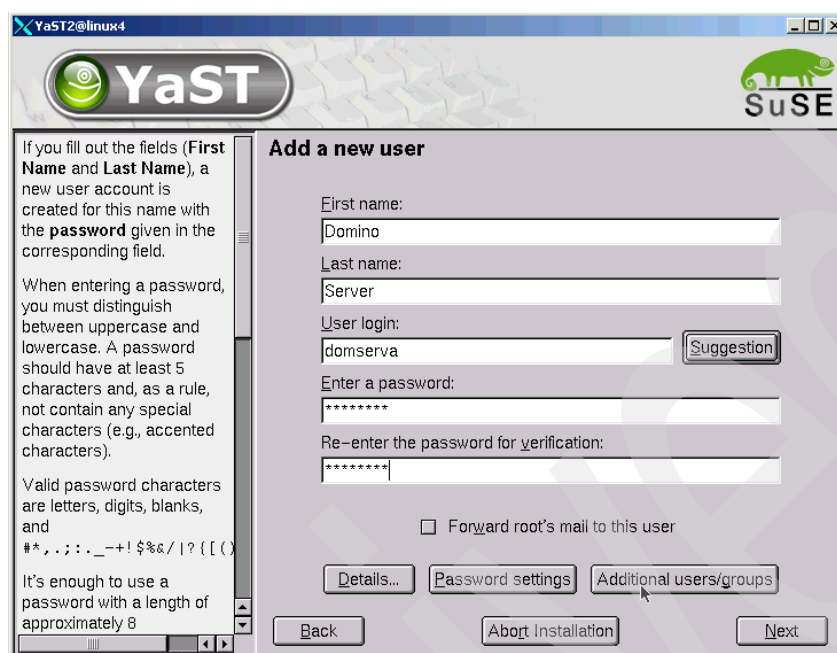 YaST2@linux4
YaST
SuSE
If you fill out the fields (First
Name and Last Name), a
new user account is
created for this name with
the password given in the
corresponding field.
When entering a password,
you must distinguish
between uppercase and
lowercase. A password
should have at least 5
characters and, as a rule,
not contain any special
characters (e.g., accented
characters).
Valid password characters
are letters, digits, blanks,
and
#*,.;:._-+!$%&/|?{[()
It's enough to use a
password with a length of
approximately 8
Add a new user
First name:
Domino
Last name:
Server
User login:
domserva
Suggestion
Enter a password:
********
Re-enter the password for verification:
********
Forward root's mail to this user
Details...
Password settings
Additional users/groups
Back
Abort Installation
Next